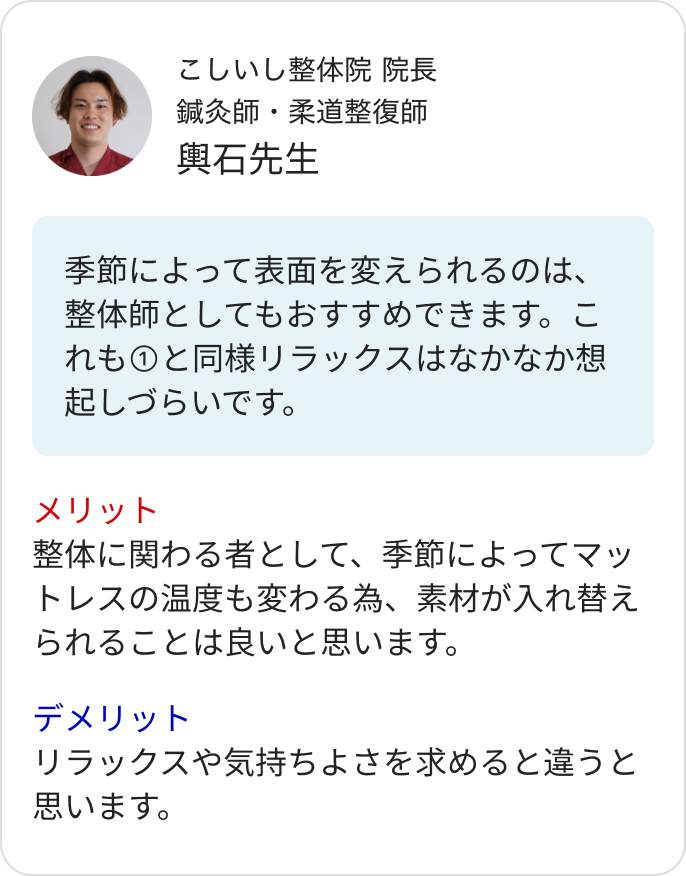 こしいし整体院 院長
鍼灸師・柔道整復師
輿石先生
季節によって表面を変えられるのは、
整体師としてもおすすめできます。こ
れも①と同様リラックスはなかなか想
起しづらいです。
メリット
整体に関わる者として、季節によってマッ
トレスの温度も変わる為、素材が入れ替え
られることは良いと思います。
デメリット
リラックスや気持ちよさを求めると違うと
思います。